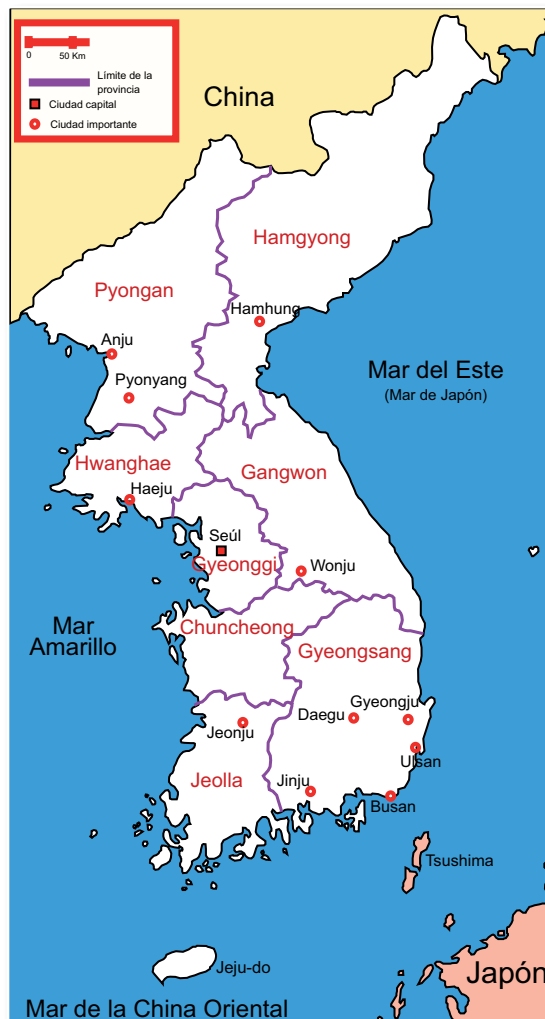 0 50 Km
Límite de la
provincia
Ciudad capital
Ciudad importante
China
Hamgyong
Pyongan
Hamhung
Anju
Pyonyang
Mar del Este
(Mar de Japón)
Hwanghae
Gangwon
Haeju
Seúl
Gyeonggi
Wonju
Mar
Amarillo
Chuncheong
Gyeongsang
Daegu
Gyeongju
Jeonju
Ulsan
Jeolla
Jinju
Busan
Tsushima
Jeju-do
Japón
Mar de la China Oriental